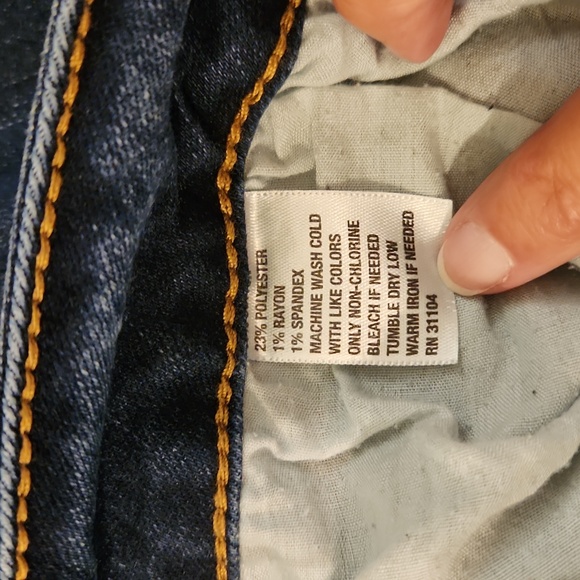 23% POLYESTER
1% RAYON
1% SPANDEX
MACHINE WASH COLD
WITH LIKE COLORS
ONLY NON-CHLORINE
BLEACH IF NEEDED
TUMBLE DRY LOW
WARM IRON IF NEEDED
RN 31104